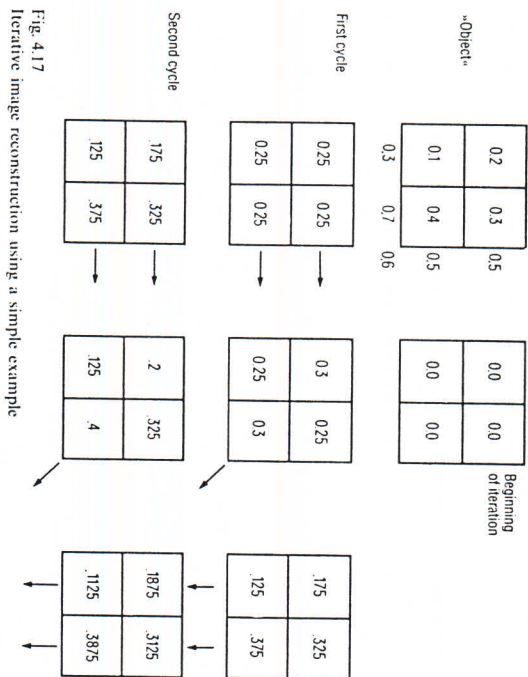 »Object«
0.2 0.3 0.5 0.0 0.0 Beginning
of iteration
0.1 0.4 0.5 0.0 0.0
0,3 0,7 0,6
First cycle
0.25 0.25 0.3 0.25 .175 .325
0.25 0.25 0.25 0.3 .125 .375
Second cycle
.175 .325 .2 .325 .1875 .3125
.125 .375 .125 .4 .1125 .3875
Fig. 4.17
Iterative image reconstruction using a simple example